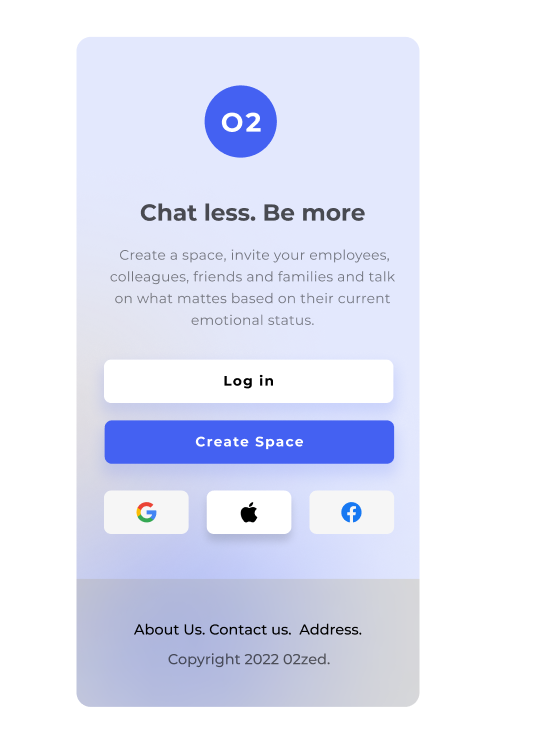 02
Chat less. Be more
Create a space, invite your employees,
colleagues, friends and families and talk
on what mattes based on their current
emotional status.
Log in
Create Space
About Us. Contact us.  Address.
Copyright 2022 02zed.